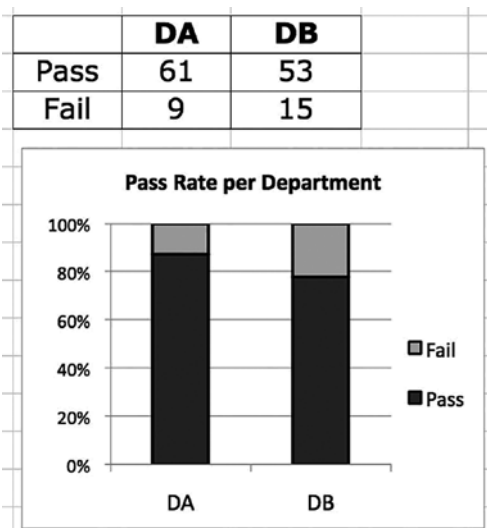 DA DB
Pass 61 53
Fail 9 15
Pass Rate per Department
100%
80%
60%
40%
20%
0%
Fail
Pass
DA DB